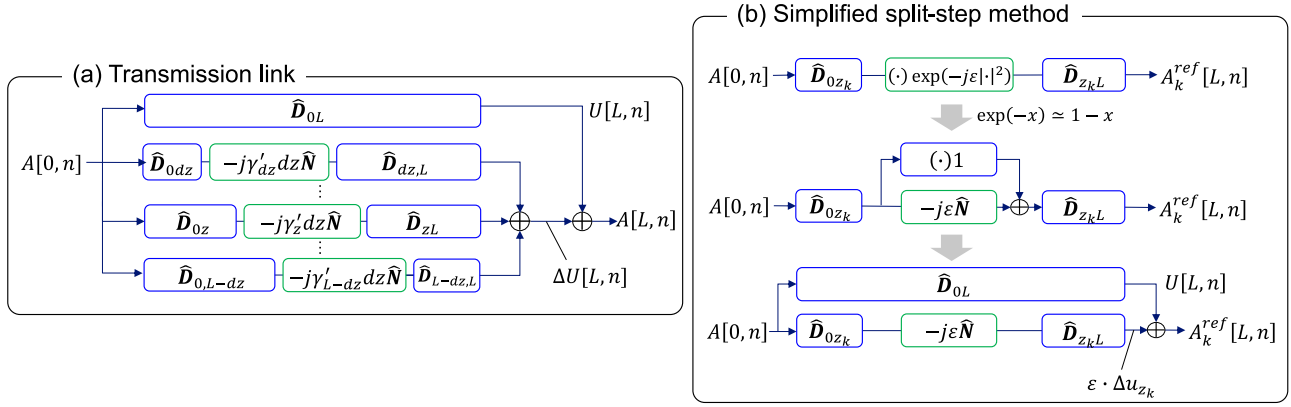 (a) Transmission link
D̂₀L
U[L, n]
A[0, n]
D̂₀dz
−jγ′dz dzN̂
D̂dz,L
⋮
D̂₀z
−jγ′z dzN̂
D̂zL
A[L, n]
⋮
D̂₀,L−dz
−jγ′L−dz dzN̂
D̂L−dz,L
ΔU[L, n]
(b) Simplified split-step method
A[0, n]
D̂₀zₖ
(·) exp(−jε|·|²)
D̂zₖL
Aₖʳᵉᶠ[L, n]
exp(−x) ≃ 1 − x
(·)1
A[0, n]
D̂₀zₖ
−jεN̂
D̂zₖL
Aₖʳᵉᶠ[L, n]
D̂₀L
U[L, n]
A[0, n]
D̂₀zₖ
−jεN̂
D̂zₖL
Aₖʳᵉᶠ[L, n]
ε · Δuzₖ